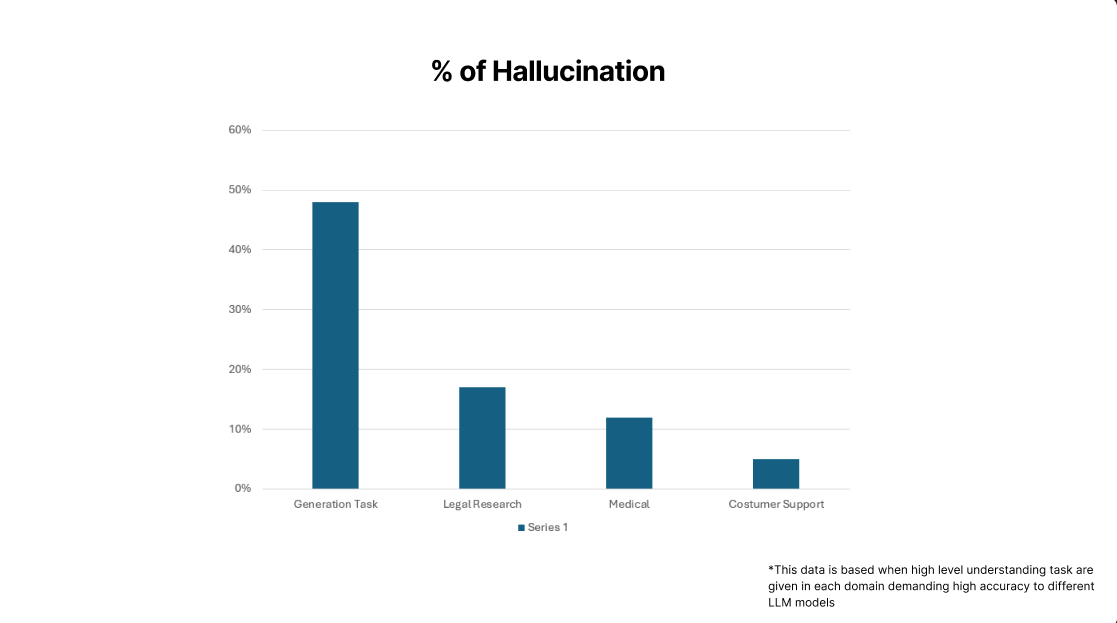 % of Hallucination
60%
50%
40%
30%
20%
10%
0%
Generation Task Legal Research Medical Costumer Support
Series 1
*This data is based when high level understanding task are
given in each domain demanding high accuracy to different
LLM models